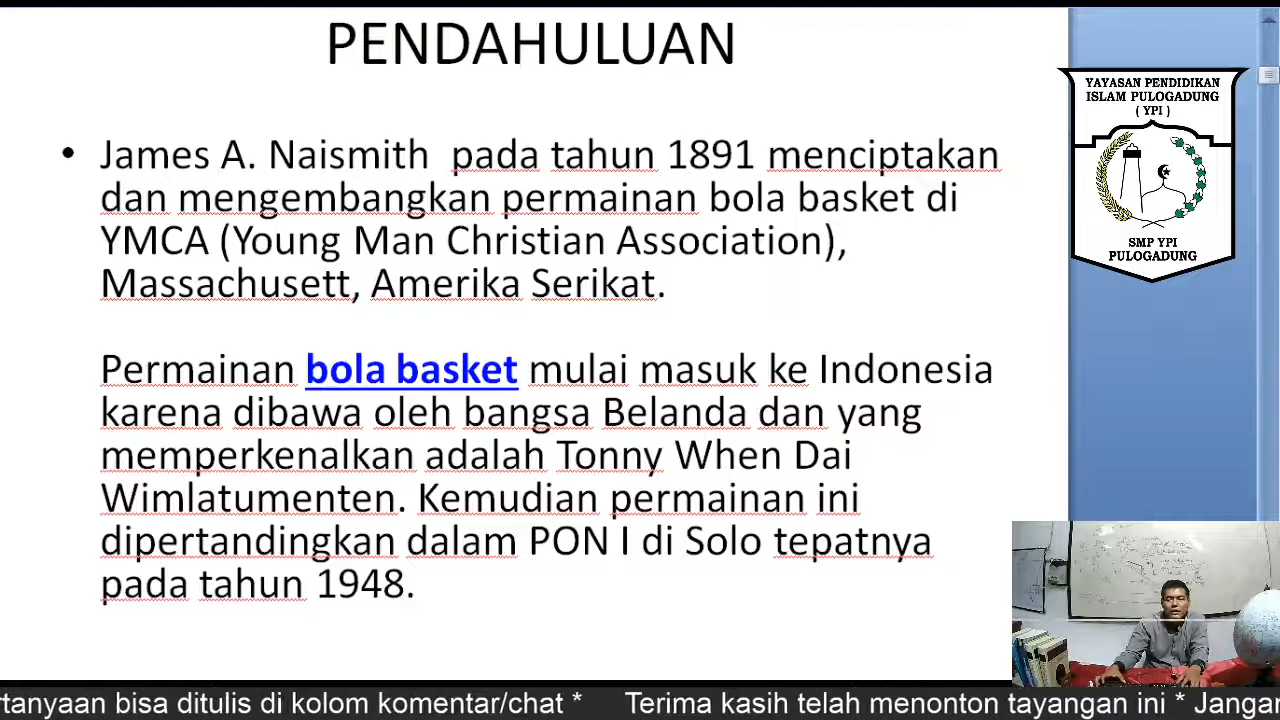 PENDAHULUAN
• James A. Naismith pada tahun 1891 menciptakan
dan mengembangkan permainan bola basket di
YMCA (Young Man Christian Association),
Massachusett, Amerika Serikat.
Permainan bola basket mulai masuk ke Indonesia
karena dibawa oleh bangsa Belanda dan yang
memperkenalkan adalah Tonny When Dai
Wimlatumenten. Kemudian permainan ini
dipertandingkan dalam PON I di Solo tepatnya
pada tahun 1948.
YAYASAN PENDIDIKAN
ISLAM PULOGADUNG
( YPI )
SMP YPI
PULOGADUNG
rtanyaan bisa ditulis di kolom komentar/chat * Terima kasih telah menonton tayangan ini * Jangan